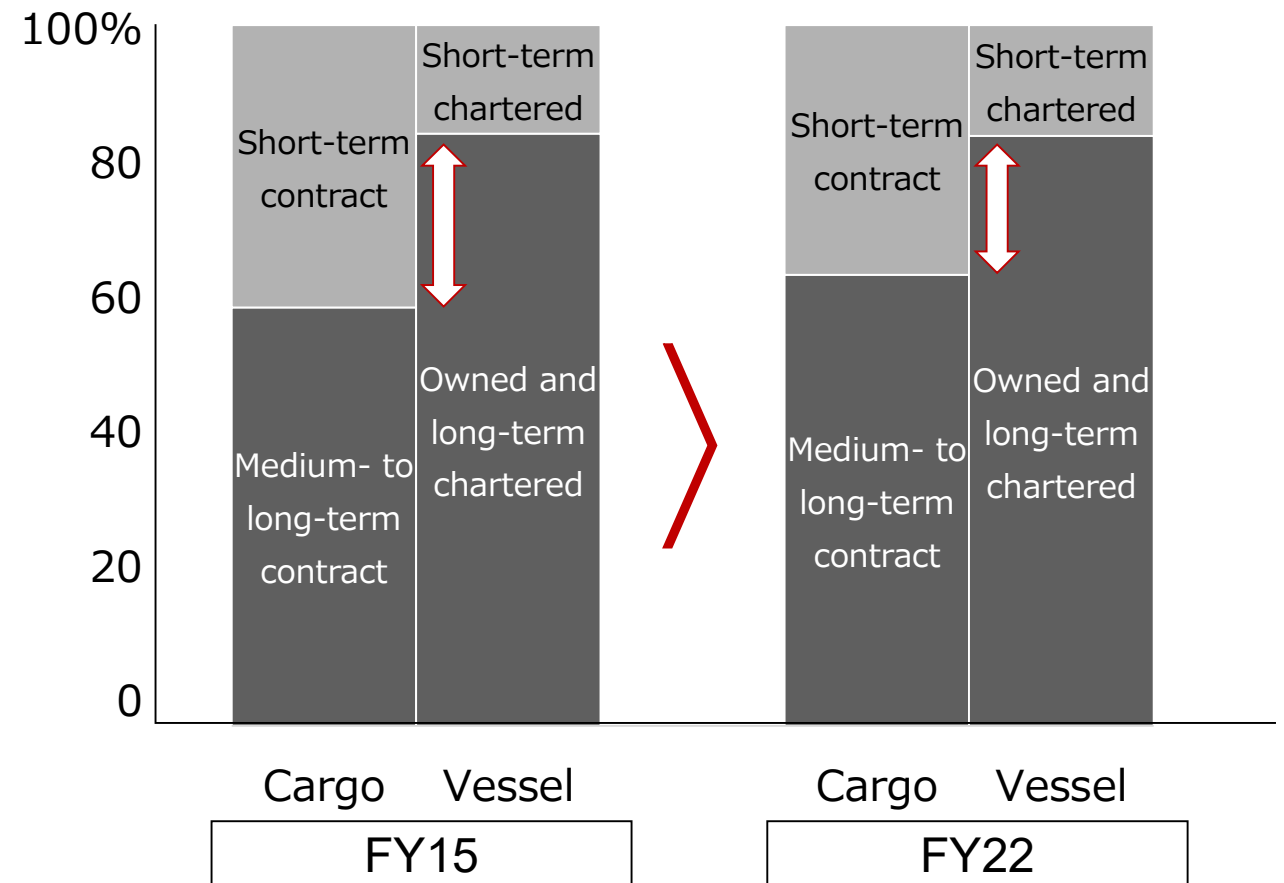 100%
80
60
40
20
0
Short-term
contract
Medium- to
long-term
contract
Short-term
chartered
Owned and
long-term
chartered
Short-term
contract
Medium- to
long-term
contract
Short-term
chartered
Owned and
long-term
chartered
Cargo Vessel
Cargo Vessel
FY15
FY22